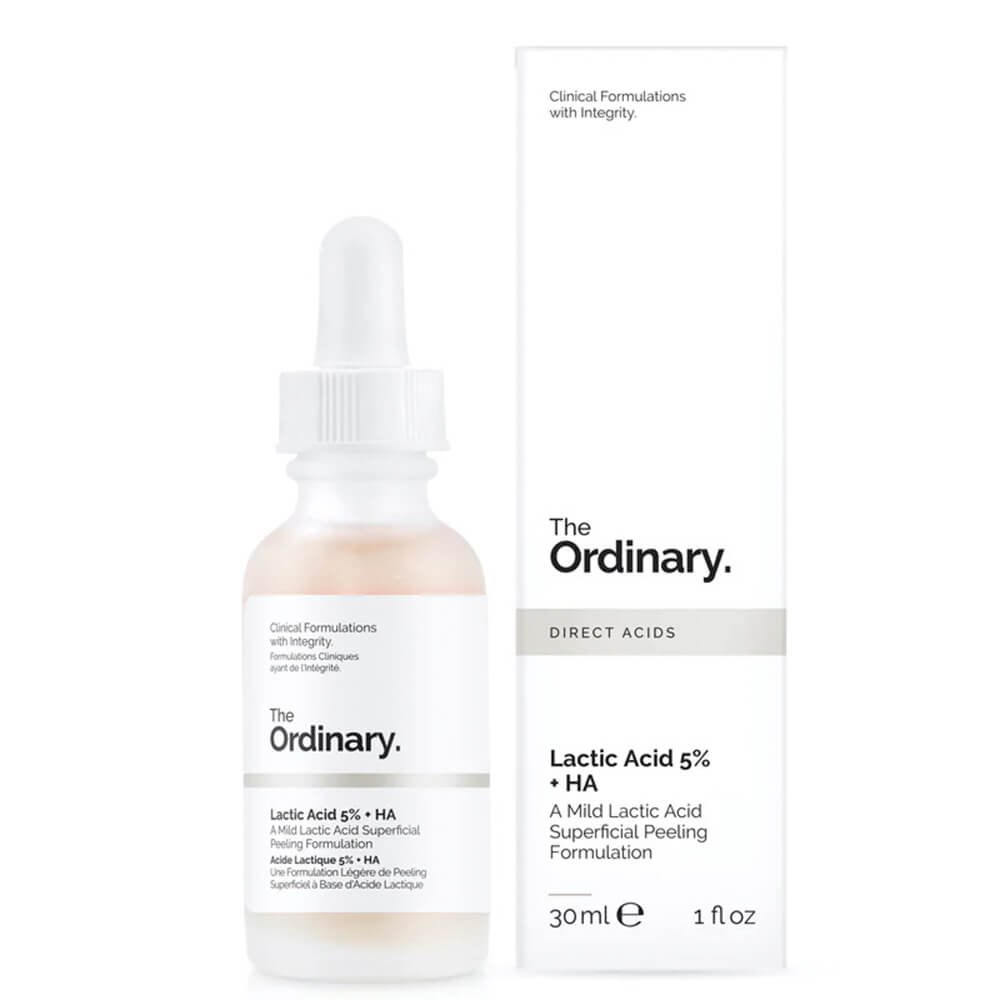 Clinical Formulations
with Integrity.
Formulations Cliniques
ayant de l'Intégrité.
The
Ordinary.
Lactic Acid 5% + HA
A Mild Lactic Acid Superficial
Peeling Formulation
Acide Lactique 5% + HA
Une Formulation Légère de Peeling
Superficiel à Base d'Acide Lactique
Clinical Formulations
with Integrity.
The
Ordinary.
DIRECT ACIDS
Lactic Acid 5%
+ HA
A Mild Lactic Acid
Superficial Peeling
Formulation
30 ml ℮ 1 fl oz